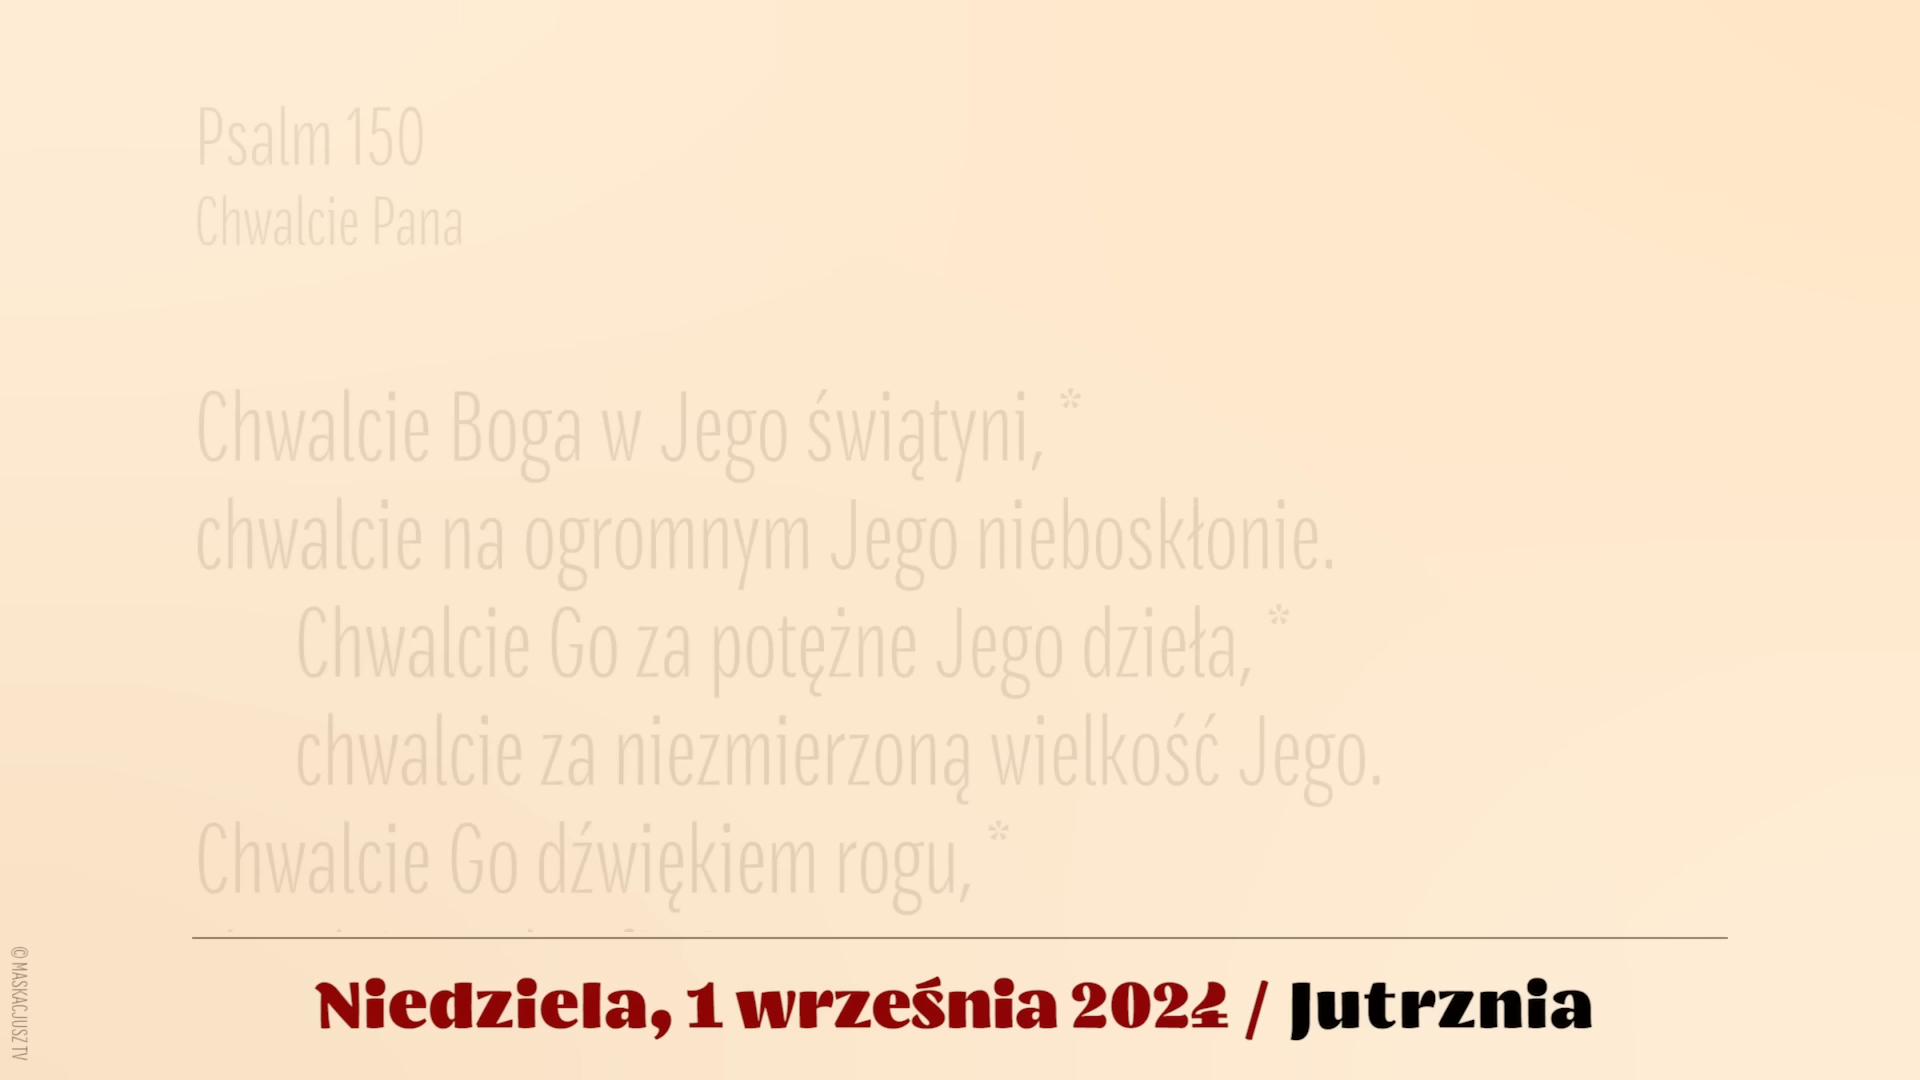 Psalm 150
Chwalcie Pana
Chwalcie Boga w Jego świątyni, *
chwalcie na ogromnym Jego nieboskłonie.
Chwalcie Go za potężne Jego dzieła, *
chwalcie za niezmierzoną wielkość Jego.
Chwalcie Go dźwiękiem rogu, *
Niedziela, 1 września 2024 / Jutrznia
© MASKACJUSZ TV